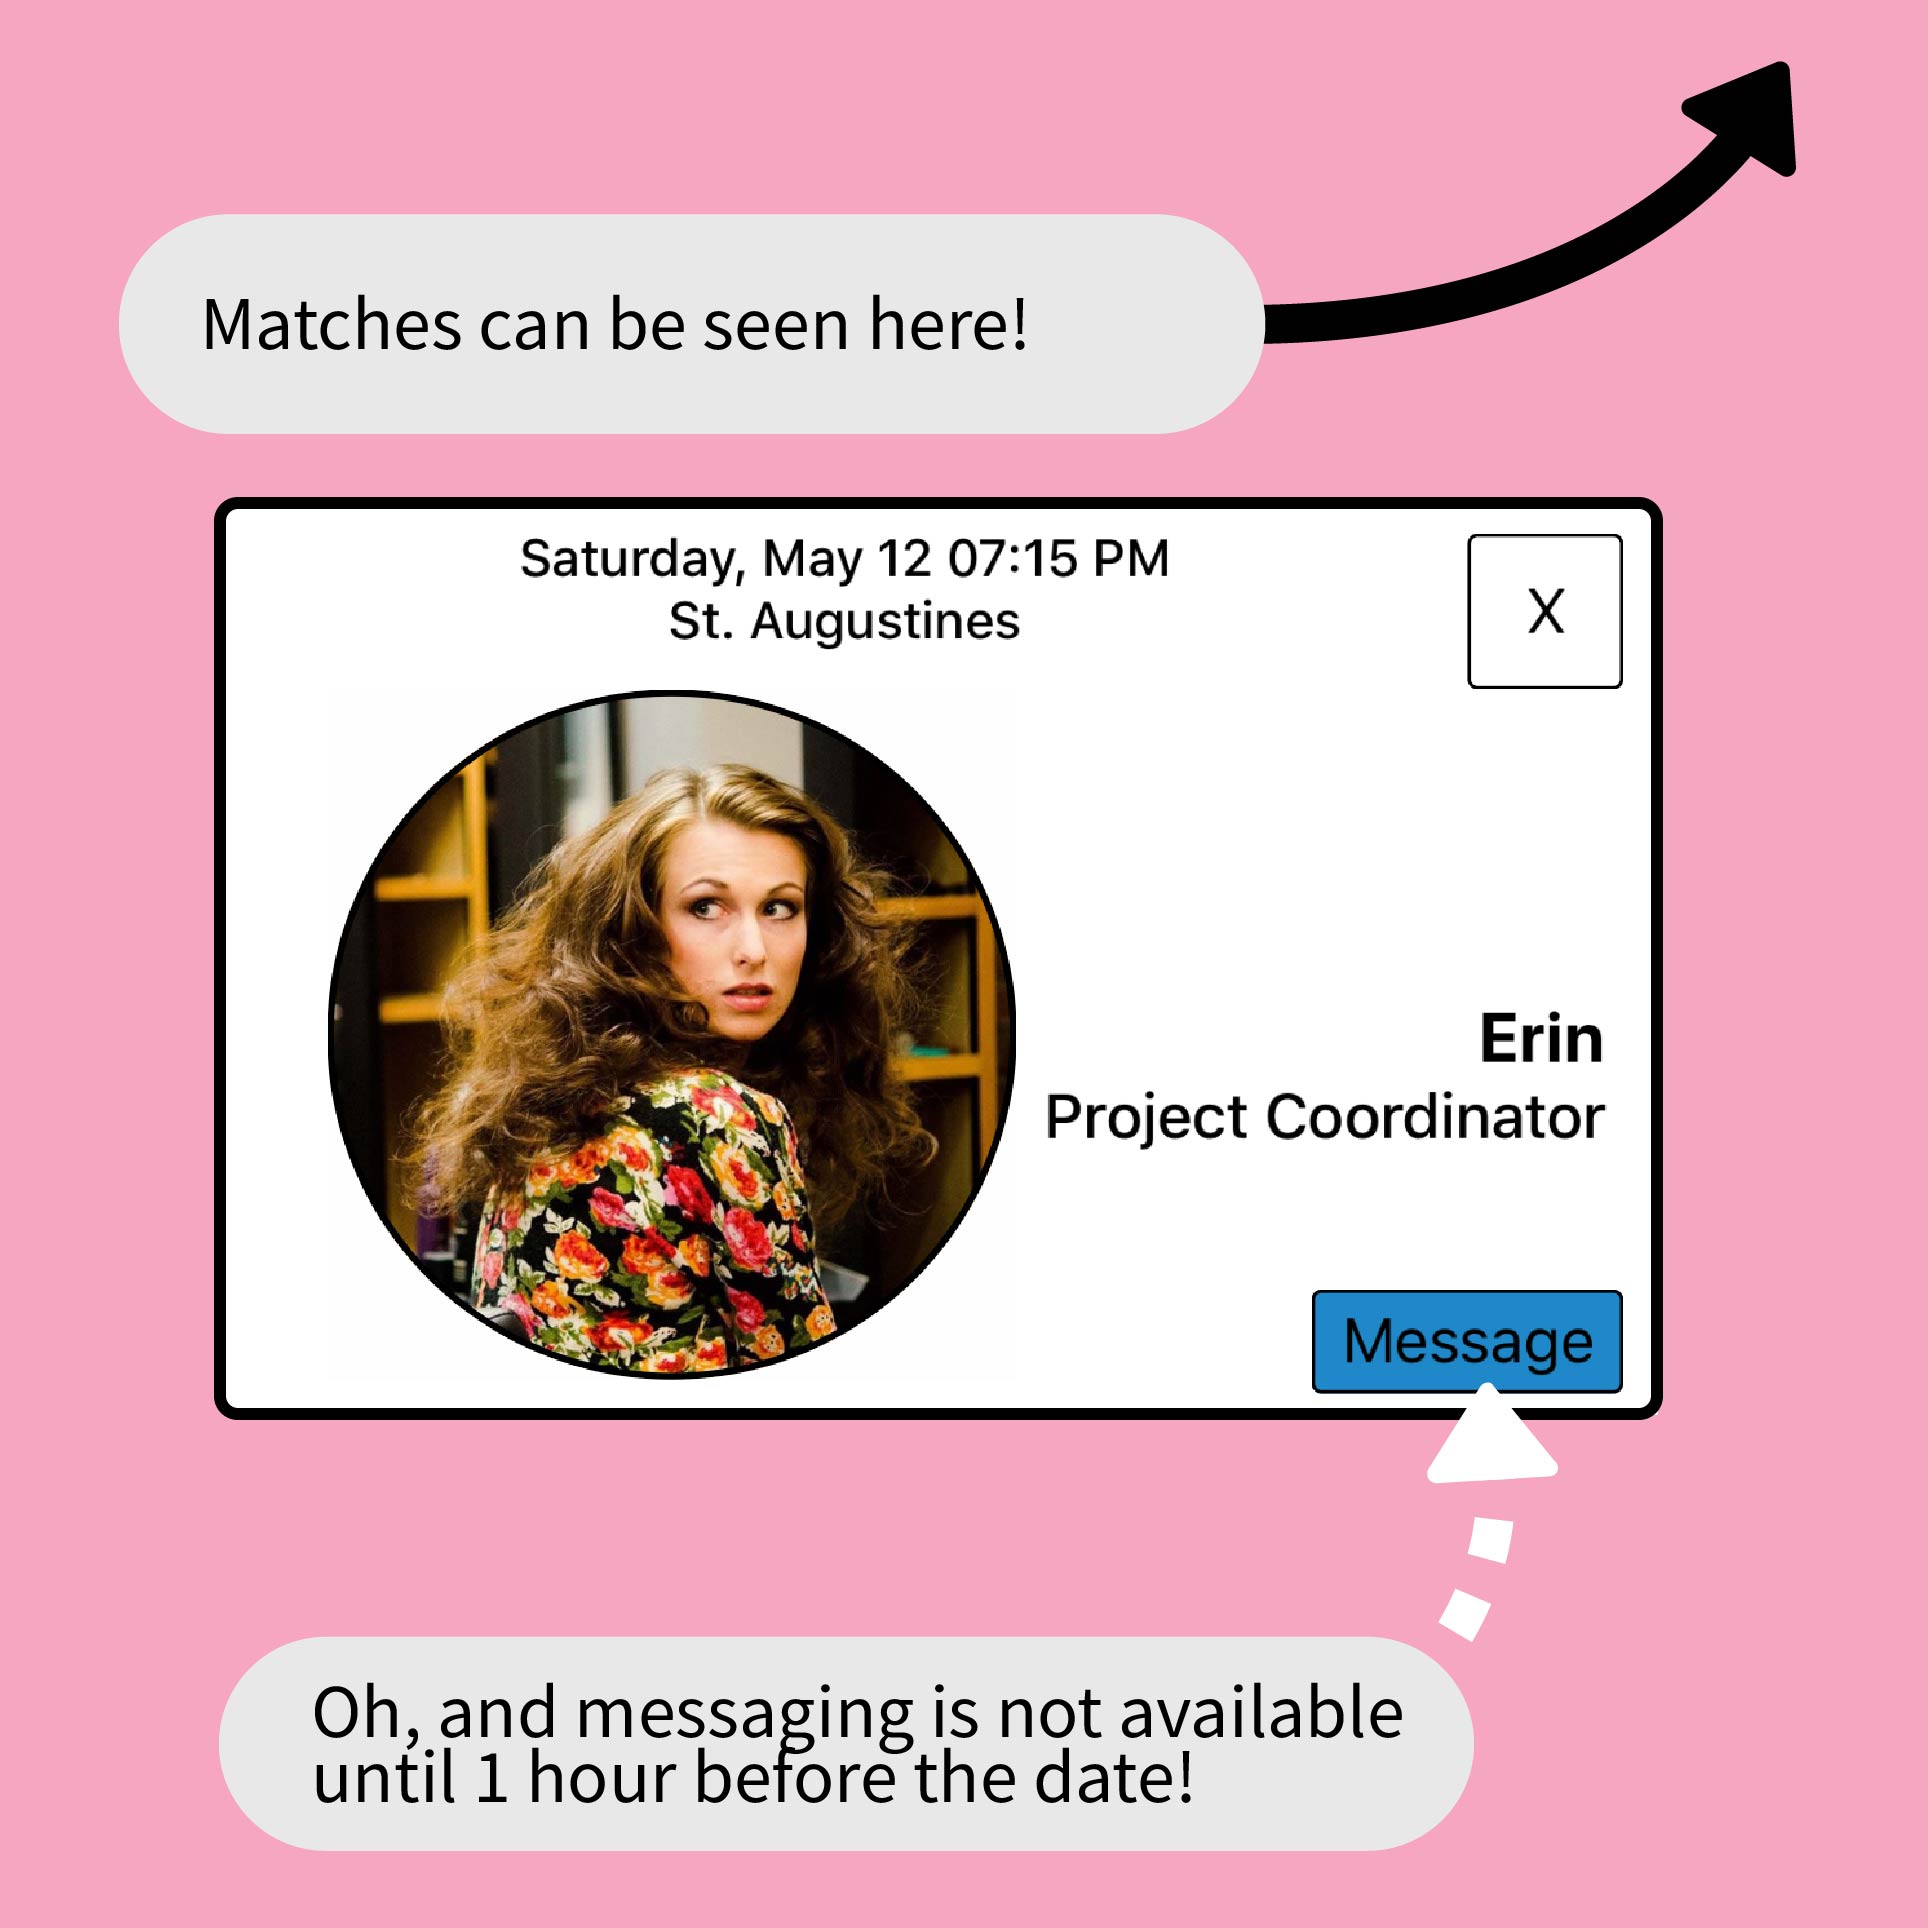 Matches can be seen here!
Saturday, May 12 07:15 PM
St. Augustines
X
Erin
Project Coordinator
Message
Oh, and messaging is not available
until 1 hour before the date!